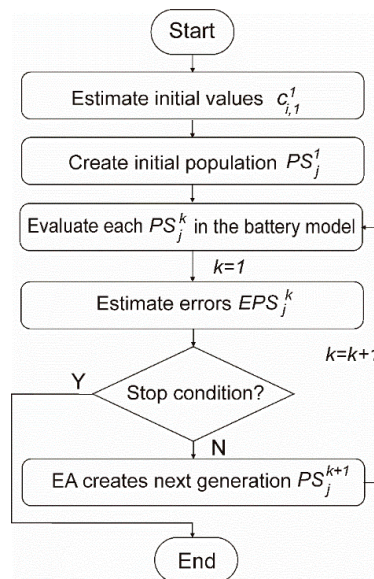 Start
Estimate initial values c¹ᵢ,₁
Create initial population PS¹ⱼ
Evaluate each PSᵏⱼ in the battery model
k=1
Estimate errors EPSᵏⱼ
k=k+1
Y
Stop condition?
N
EA creates next generation PSᵏ⁺¹ⱼ
End